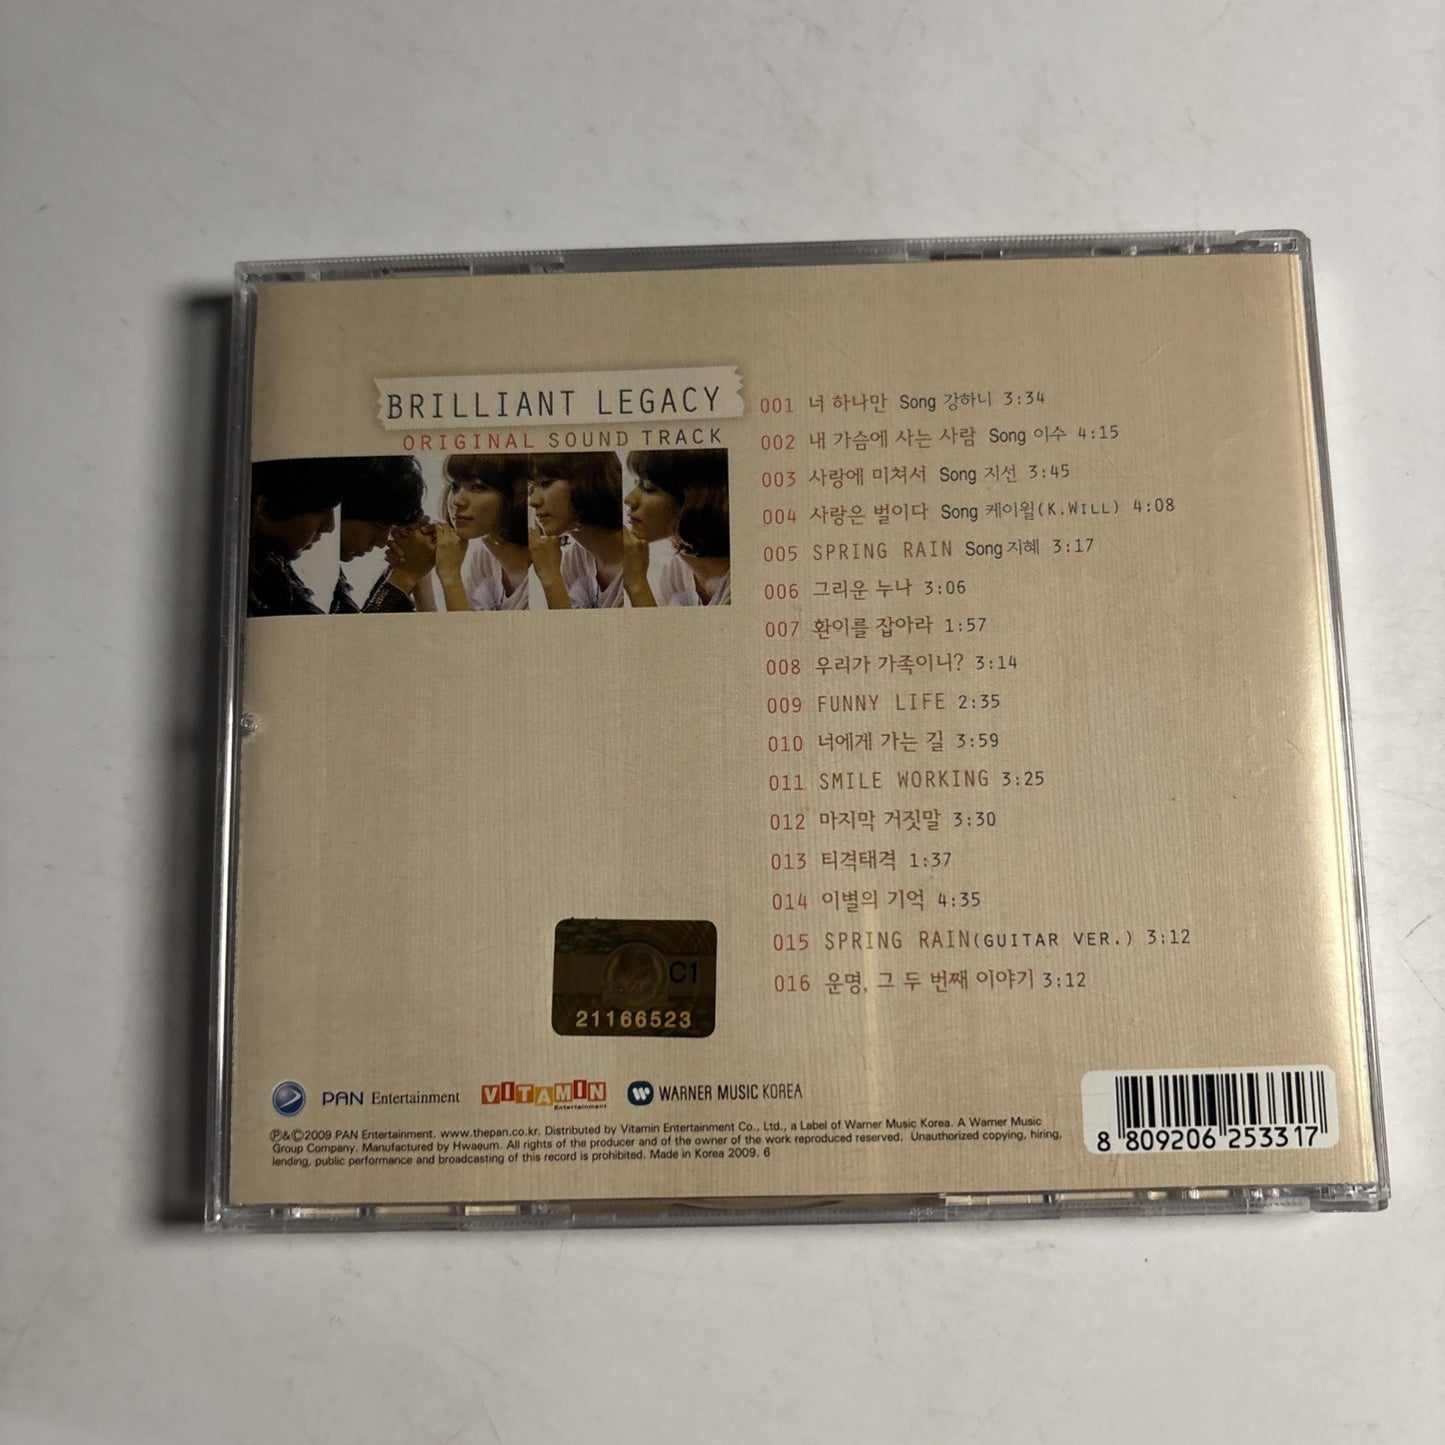 BRILLIANT LEGACY
ORIGINAL SOUND TRACK
001 너 하나만 Song 강하니 3:34
002 내 가슴에 사는 사람 Song 이수 4:15
003 사랑에 미쳐서 Song 지선 3:45
004 사랑은 벌이다 Song 케이윌(K.WILL) 4:08
005 SPRING RAIN Song 지혜 3:17
006 그리운 누나 3:06
007 환이를 잡아라 1:57
008 우리가 가족이니? 3:14
009 FUNNY LIFE 2:35
010 너에게 가는 길 3:59
011 SMILE WORKING 3:25
012 마지막 거짓말 3:30
013 티격태격 1:37
014 이별의 기억 4:35
015 SPRING RAIN(GUITAR VER.) 3:12
016 운명, 그 두 번째 이야기 3:12
C1
21166523
PAN Entertainment
VITAMIN
Entertainment
WARNER MUSIC KOREA
Ⓟ&Ⓒ2009 PAN Entertainment. www.thepan.co.kr. Distributed by Vitamin Entertainment Co., Ltd., a Label of Warner Music Korea. A Warner Music
Group Company. Manufactured by Hwaeum. All rights of the producer and of the owner of the work reproduced reserved. Unauthorized copying, hiring,
lending, public performance and broadcasting of this record is prohibited. Made in Korea 2009. 6
8 809206 253317